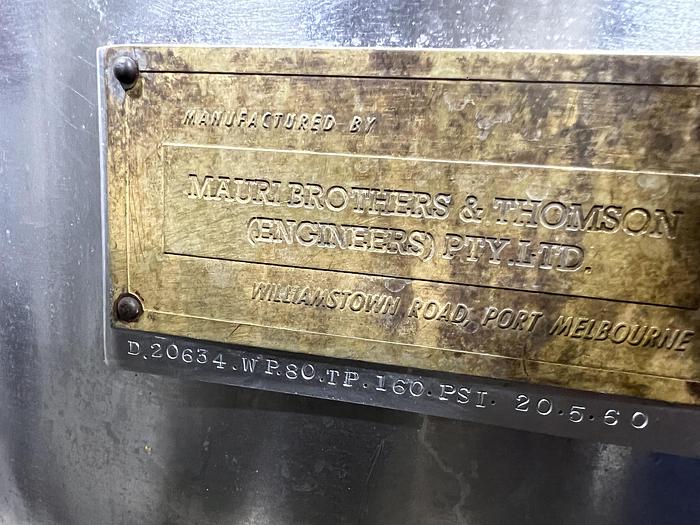 MANUFACTURED BY
MAURI BROTHERS & THOMSON
(ENGINEERS) PTY. LTD.
WILLIAMSTOWN ROAD, PORT MELBOURNE
D.20634.WP.80.TP.160.PSI. 20.5.60